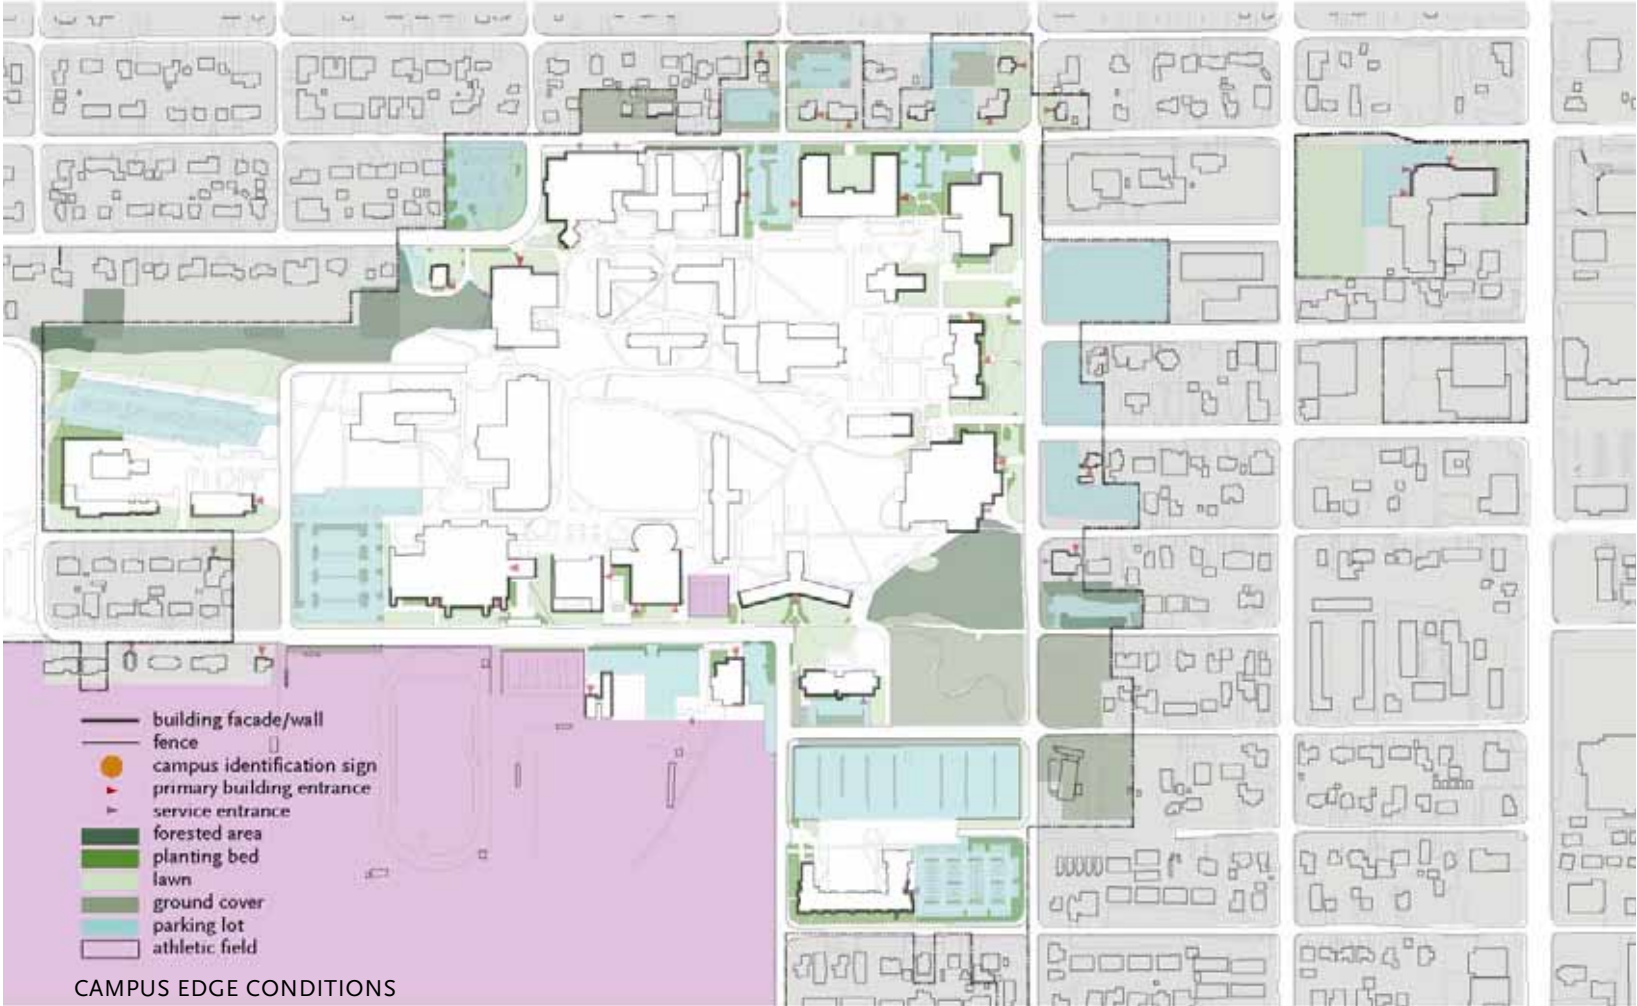 building facade/wall
fence
campus identification sign
primary building entrance
service entrance
forested area
planting bed
lawn
ground cover
parking lot
athletic field
CAMPUS EDGE CONDITIONS